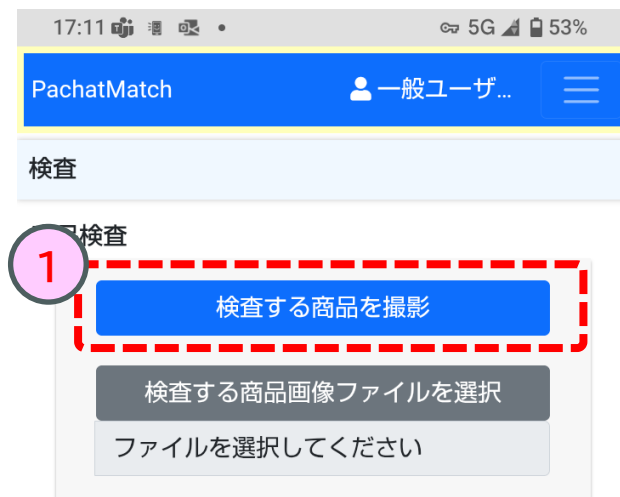 17:11 5G 53%
PachatMatch 一般ユーザ...
検査
検査
1
検査する商品を撮影
検査する商品画像ファイルを選択
ファイルを選択してください